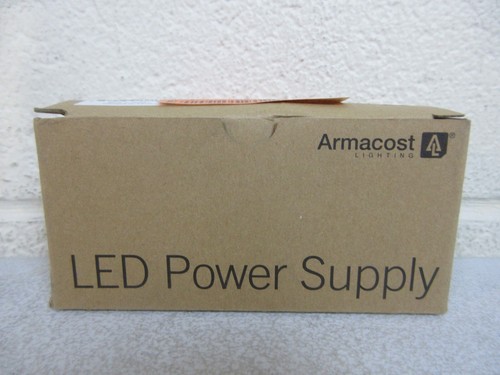 Armacost
LIGHTING
LED Power Supply